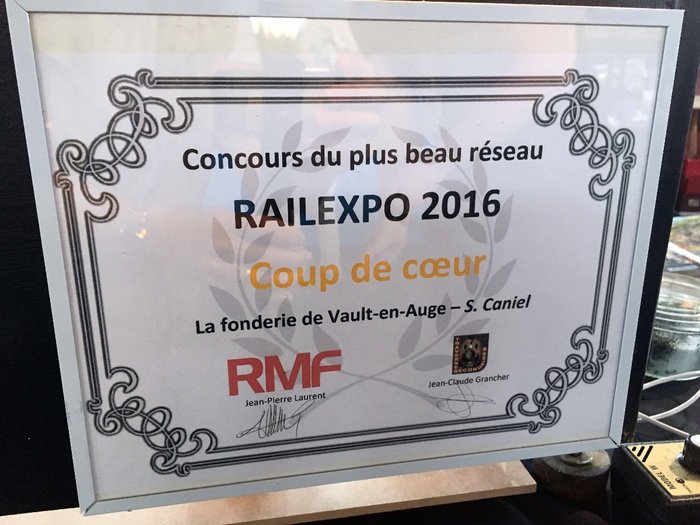 Concours du plus beau réseau
RAILEXPO 2016
Coup de cœur
La fonderie de Vault-en-Auge – S. Caniel
RMF
Jean-Pierre Laurent
Jean-Claude Grancher